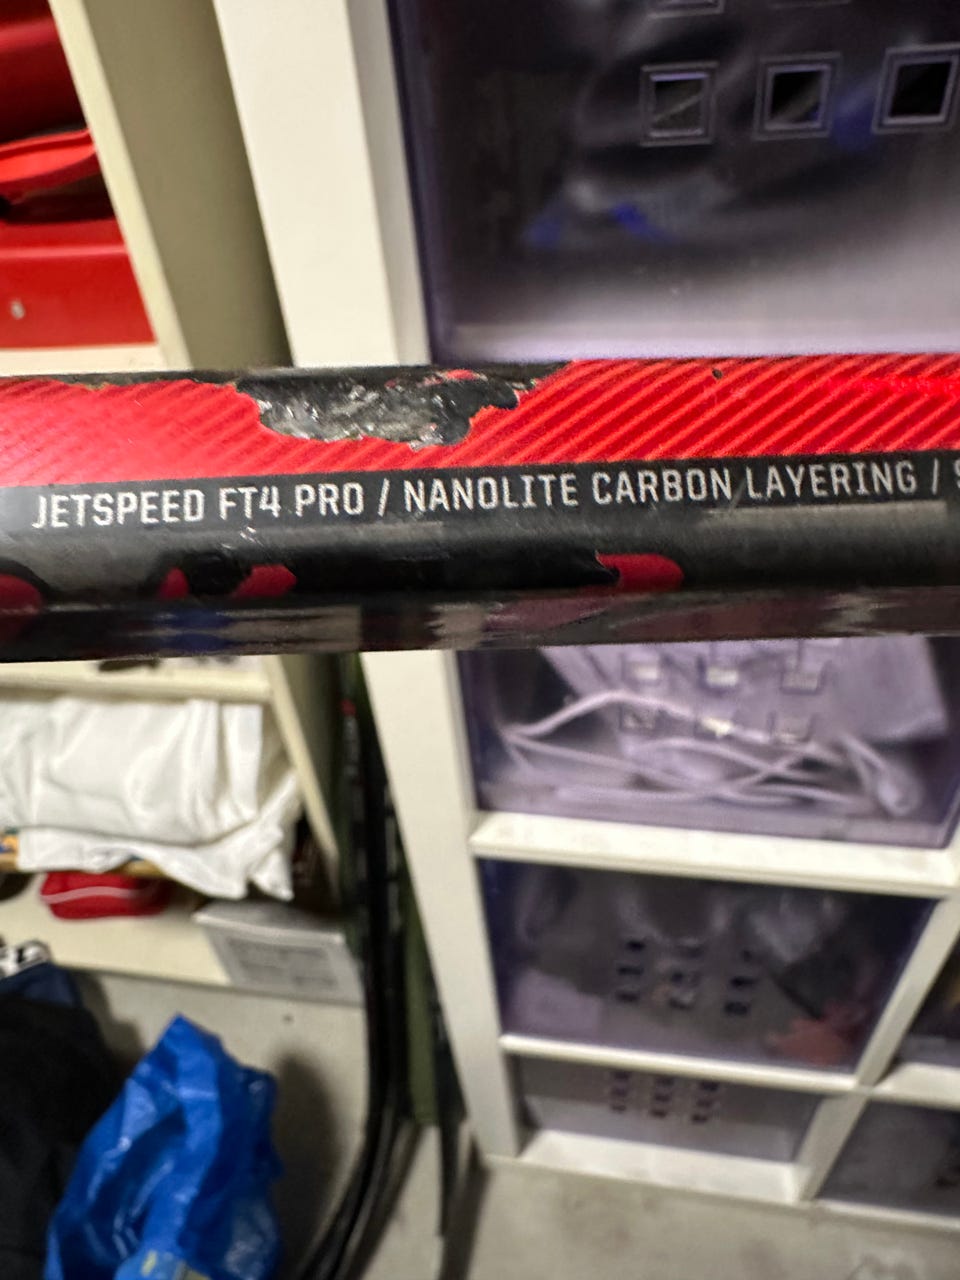 JETSPEED FT4 PRO / NANOLITE CARBON LAYERING /